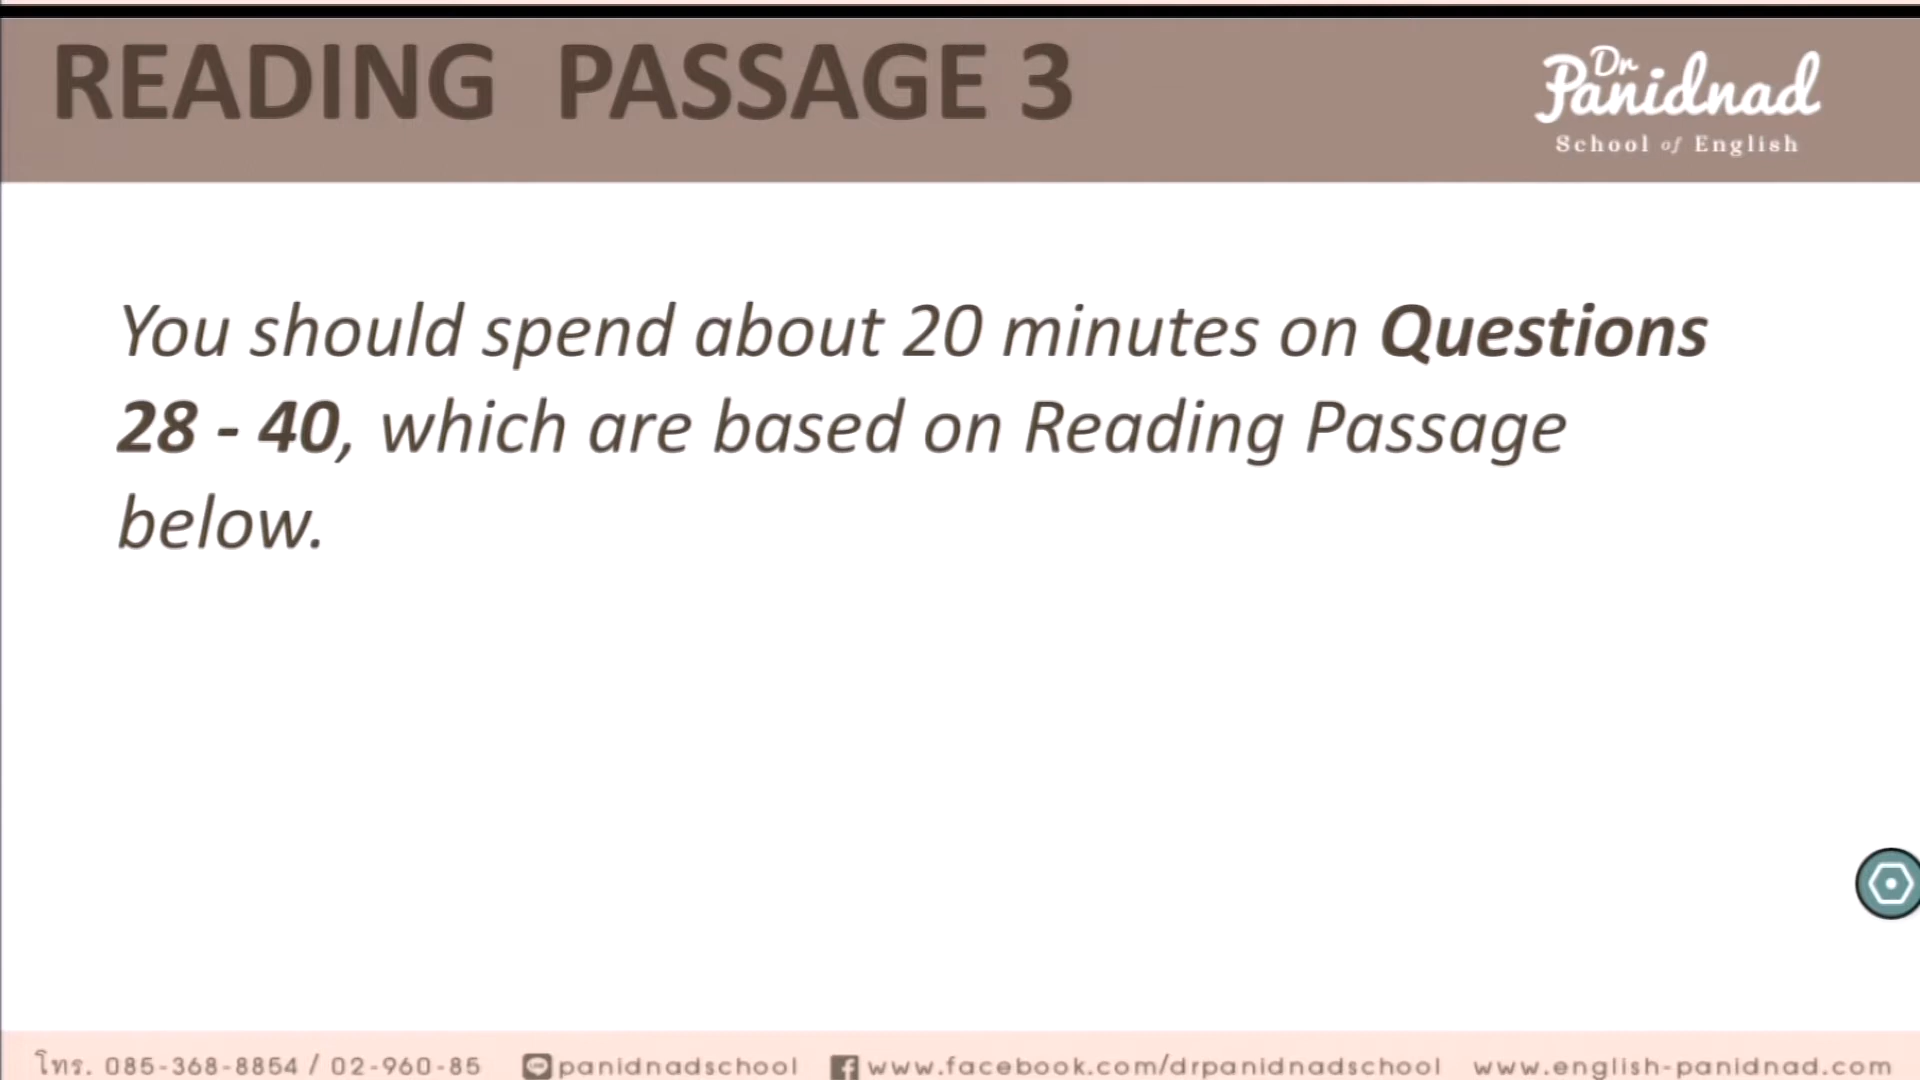 READING PASSAGE 3
Dr
Panidnad
School of English
You should spend about 20 minutes on Questions
28 - 40, which are based on Reading Passage
below.
โทร. 085-368-8854 / 02-960-85 panidnadschool www.facebook.com/drpanidnadschool www.english-panidnad.com